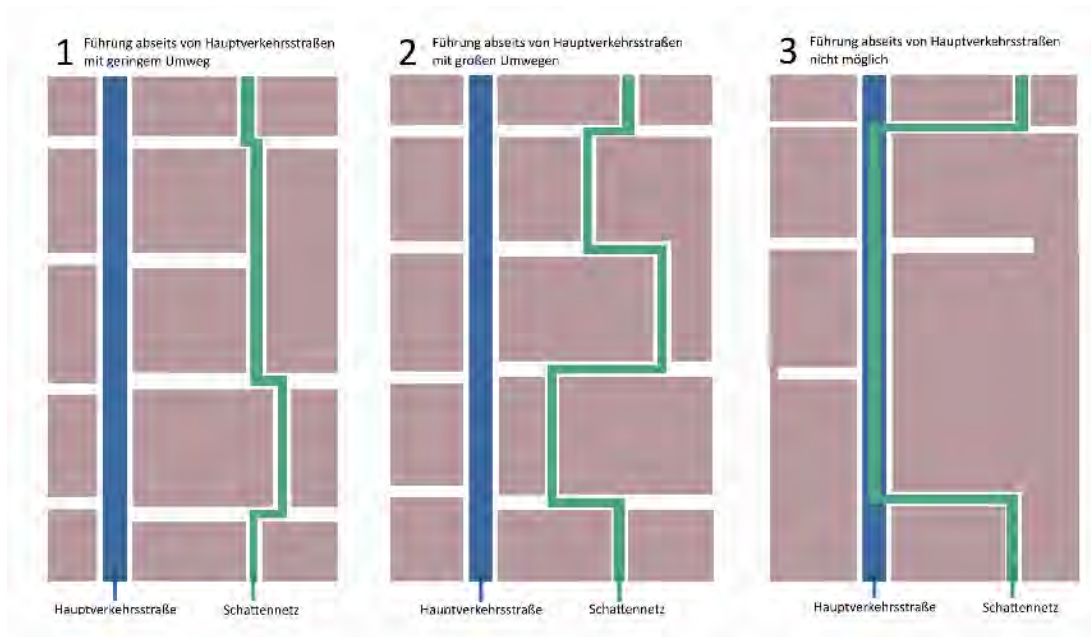 1 Führung abseits von Hauptverkehrsstraßen
mit geringem Umweg
2 Führung abseits von Hauptverkehrsstraßen
mit großen Umwegen
3 Führung abseits von Hauptverkehrsstraßen
nicht möglich
Hauptverkehrsstraße
Schattennetz
Hauptverkehrsstraße
Schattennetz
Hauptverkehrsstraße
Schattennetz